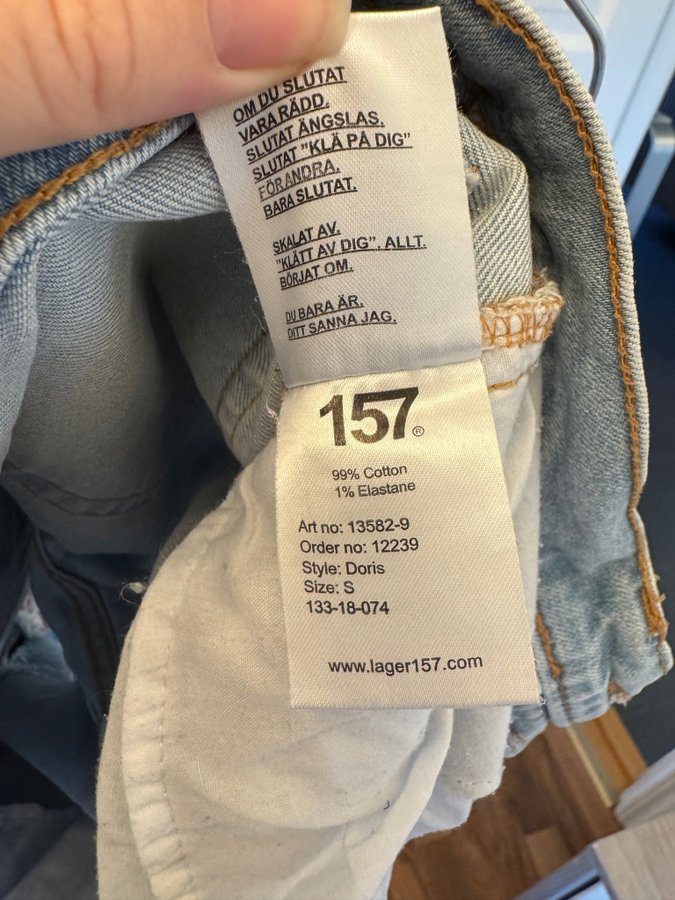 OM DU SLUTAT
VARA RÄDD.
SLUTAT ÄNGSLAS.
SLUTAT "KLÄ PÅ DIG"
FÖRANDRA.
BARA SLUTAT.
SKALAT AV.
"KLÄTT AV DIG". ALLT.
BÖRJAT OM.
DU BARA ÄR.
DITT SANNA JAG.
157®
99% Cotton
1% Elastane
Art no: 13582-9
Order no: 12239
Style: Doris
Size: S
133-18-074
www.lager157.com